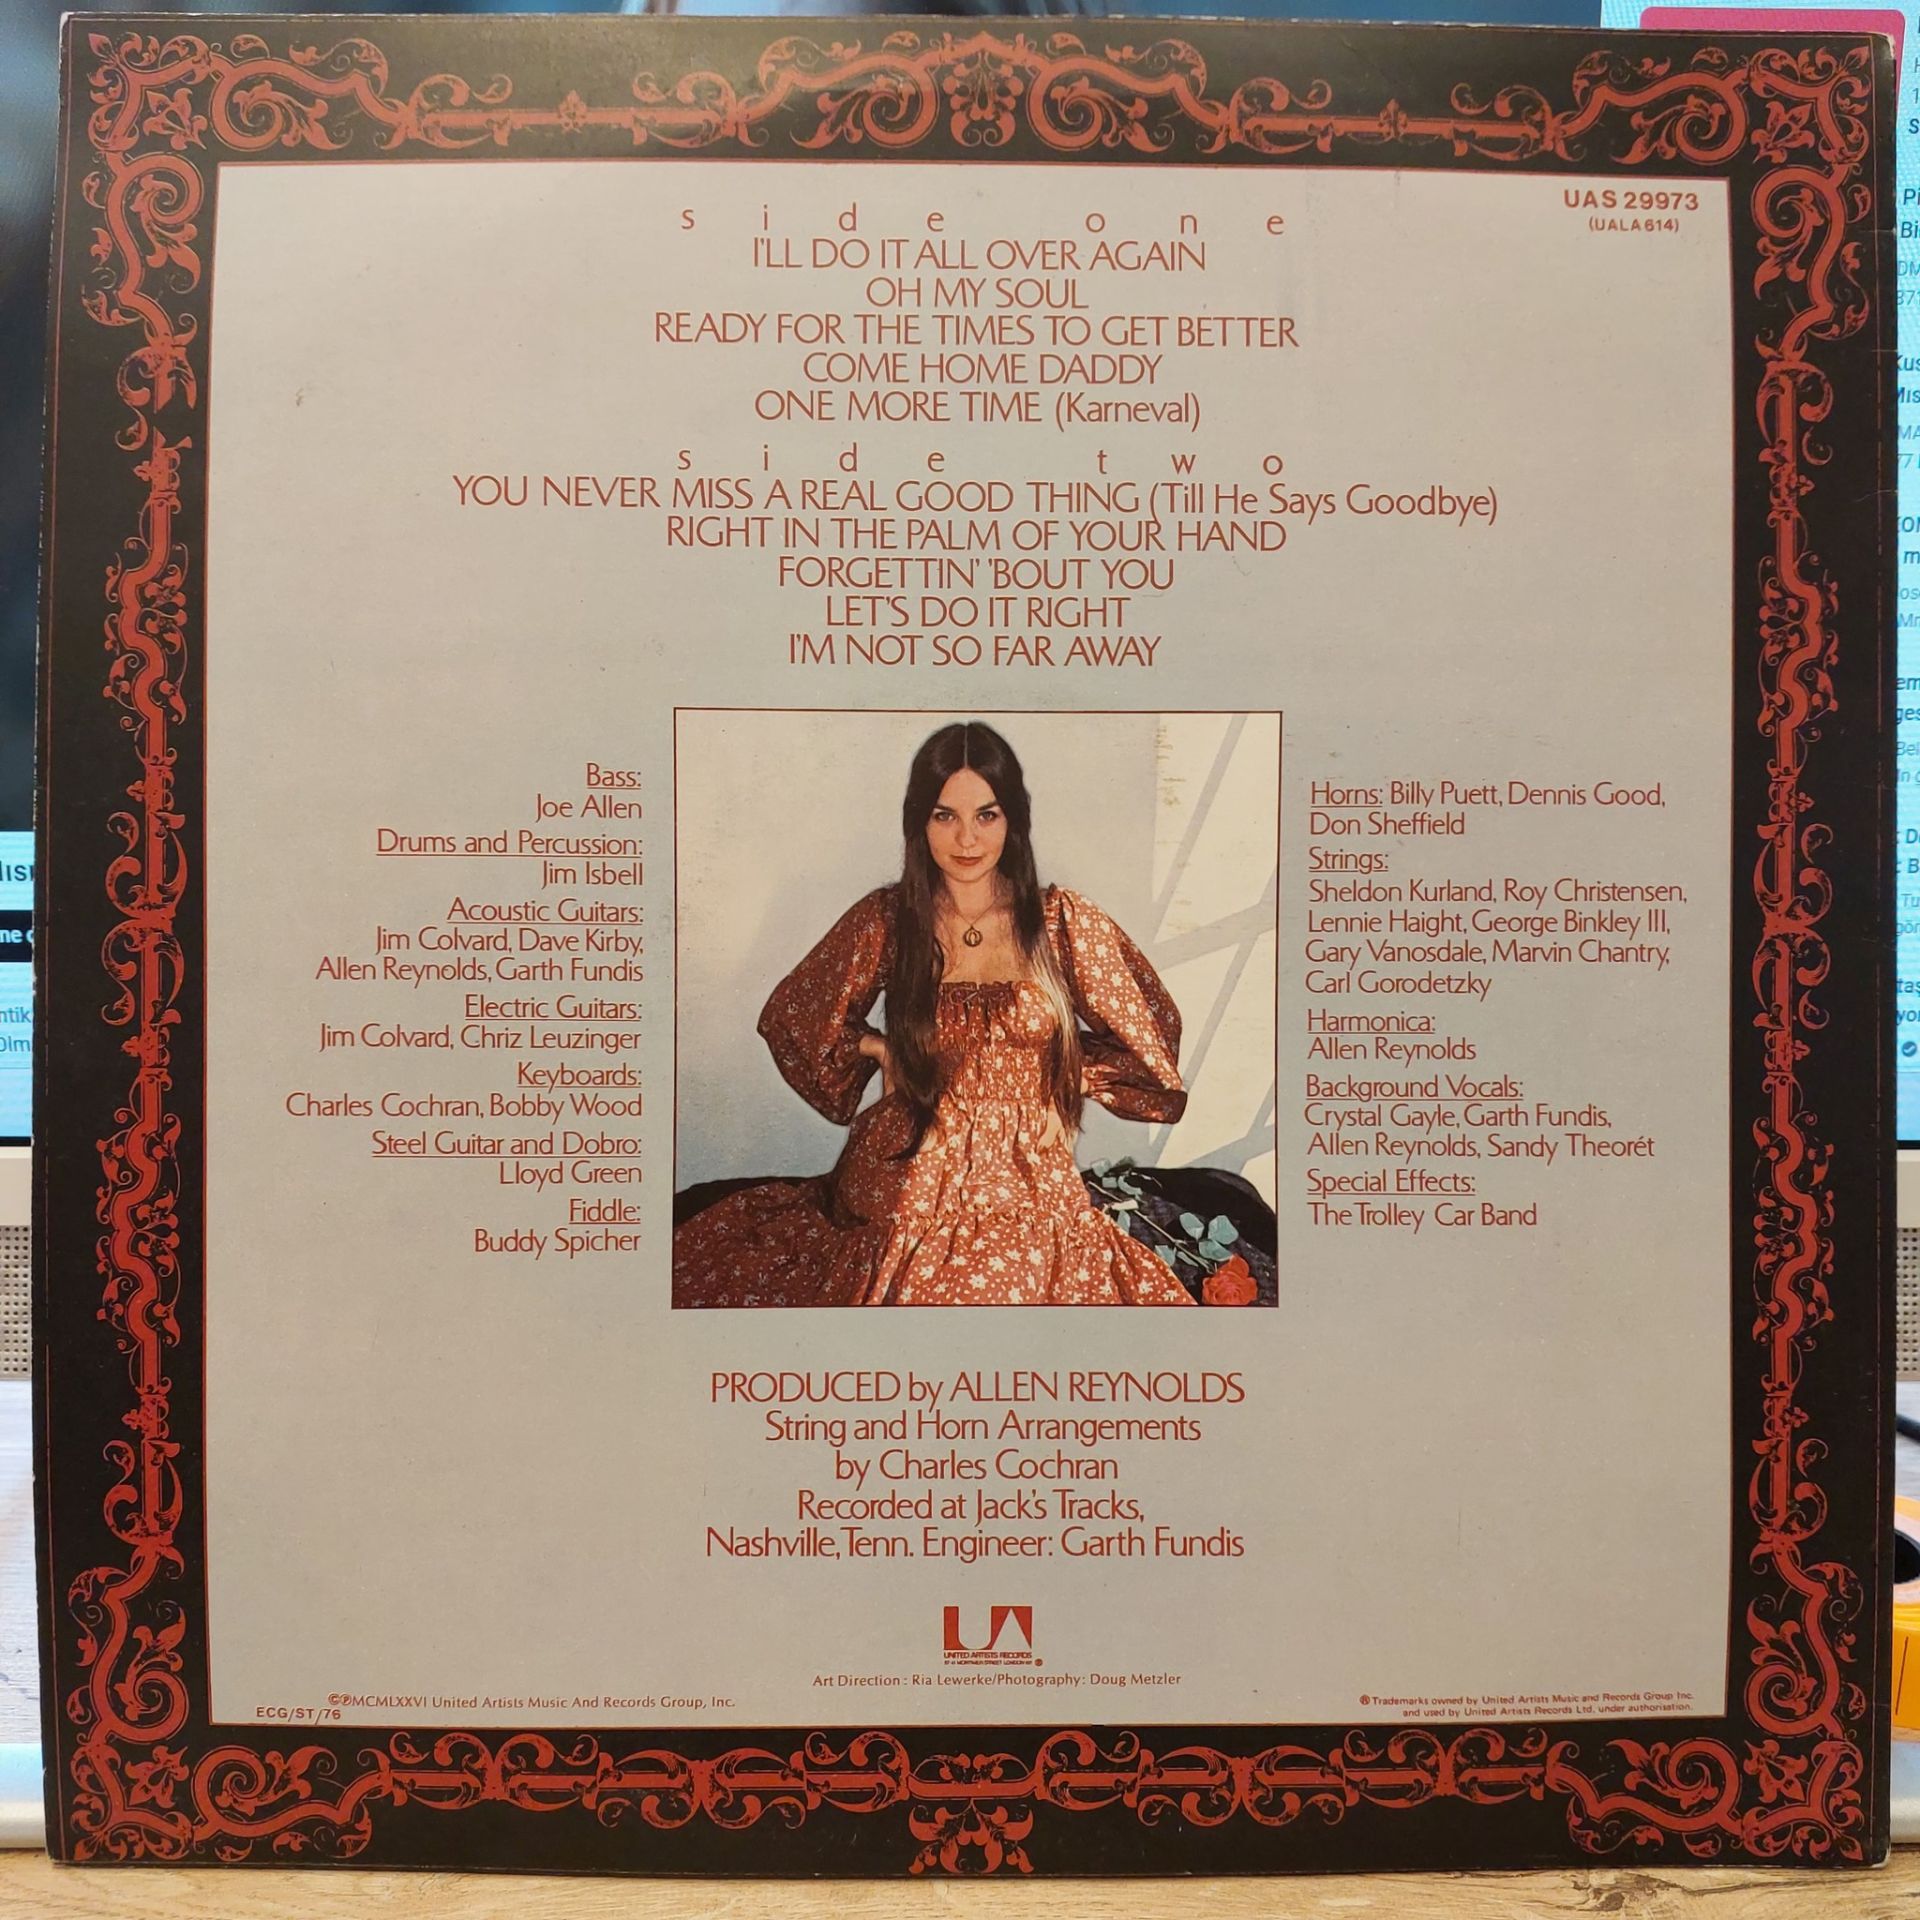 UAS 29973
(UALA 614)
side one
I'LL DO IT ALL OVER AGAIN
OH MY SOUL
READY FOR THE TIMES TO GET BETTER
COME HOME DADDY
ONE MORE TIME (Karneval)
side two
YOU NEVER MISS A REAL GOOD THING (Till He Says Goodbye)
RIGHT IN THE PALM OF YOUR HAND
FORGETTIN' 'BOUT YOU
LET'S DO IT RIGHT
I'M NOT SO FAR AWAY
Bass:
Joe Allen
Drums and Percussion:
Jim Isbell
Acoustic Guitars:
Jim Colvard, Dave Kirby,
Allen Reynolds, Garth Fundis
Electric Guitars:
Jim Colvard, Chriz Leuzinger
Keyboards:
Charles Cochran, Bobby Wood
Steel Guitar and Dobro:
Lloyd Green
Fiddle:
Buddy Spicher
Horns: Billy Puett, Dennis Good,
Don Sheffield
Strings:
Sheldon Kurland, Roy Christensen,
Lennie Haight, George Binkley III,
Gary Vanosdale, Marvin Chantry,
Carl Gorodetzky
Harmonica:
Allen Reynolds
Background Vocals:
Crystal Gayle, Garth Fundis,
Allen Reynolds, Sandy Theorét
Special Effects:
The Trolley Car Band
PRODUCED by ALLEN REYNOLDS
String and Horn Arrangements
by Charles Cochran
Recorded at Jack's Tracks,
Nashville, Tenn. Engineer: Garth Fundis
UA
UNITED ARTISTS RECORDS
Art Direction : Ria Lewerke/Photography: Doug Metzler
©℗MCMLXXVI United Artists Music And Records Group, Inc.
ECG/ST/76
® Trademarks owned by United Artists Music and Records Group Inc.
and used by United Artists Records Ltd. under authorisation.